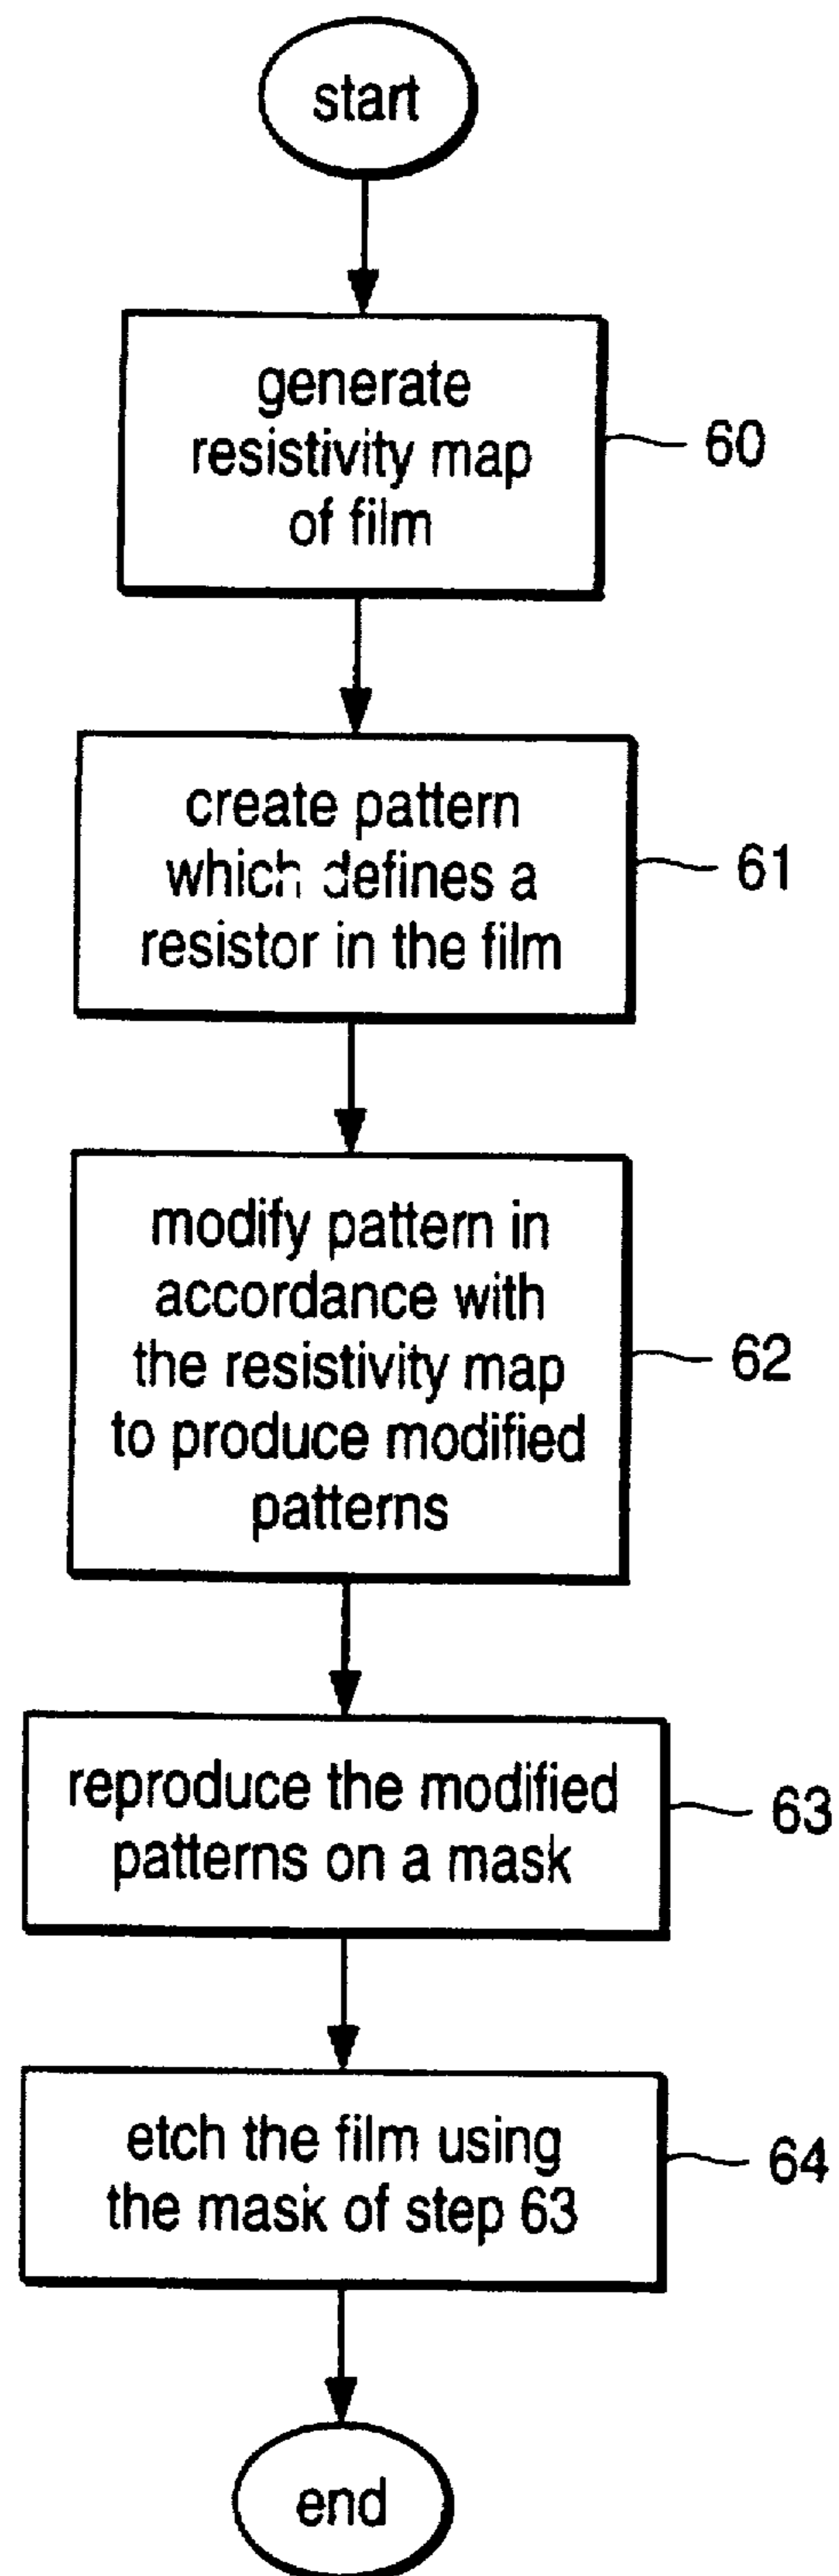 start
generate
resistivity map
of film
60
create pattern
which defines a
resistor in the film
61
modify pattern in
accordance with
the resistivity map
to produce modified
patterns
62
reproduce the modified
patterns on a mask
63
etch the film using
the mask of step 63
64
end